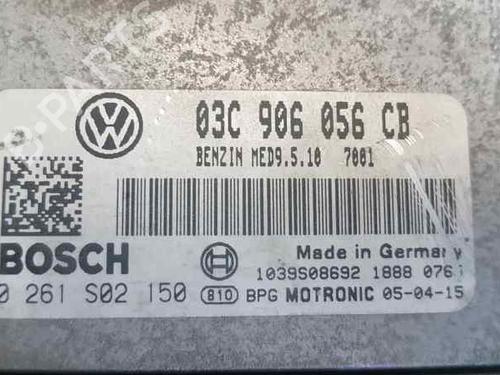 03C 906 056 CB
BENZIN MED9.5.10 7001
BOSCH
Made in Germany
1039S08692 1888 076
0 261 S02 150 810 BPG MOTRONIC 05-04-15